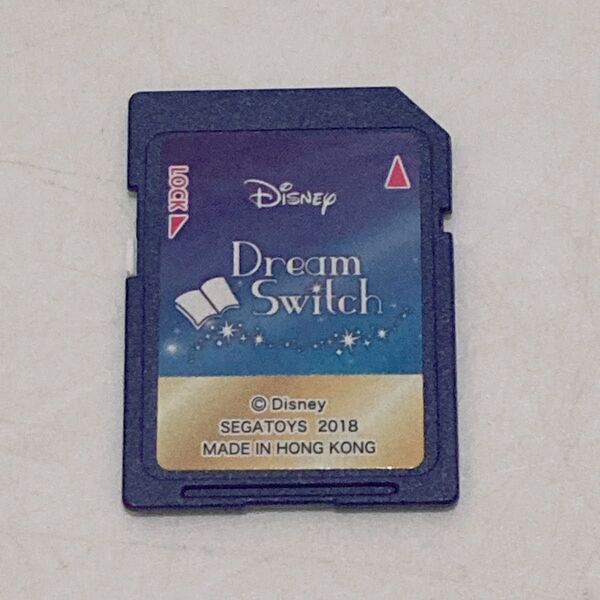 LOCK
Disney
Dream
Switch
© Disney
SEGATOYS 2018
MADE IN HONG KONG